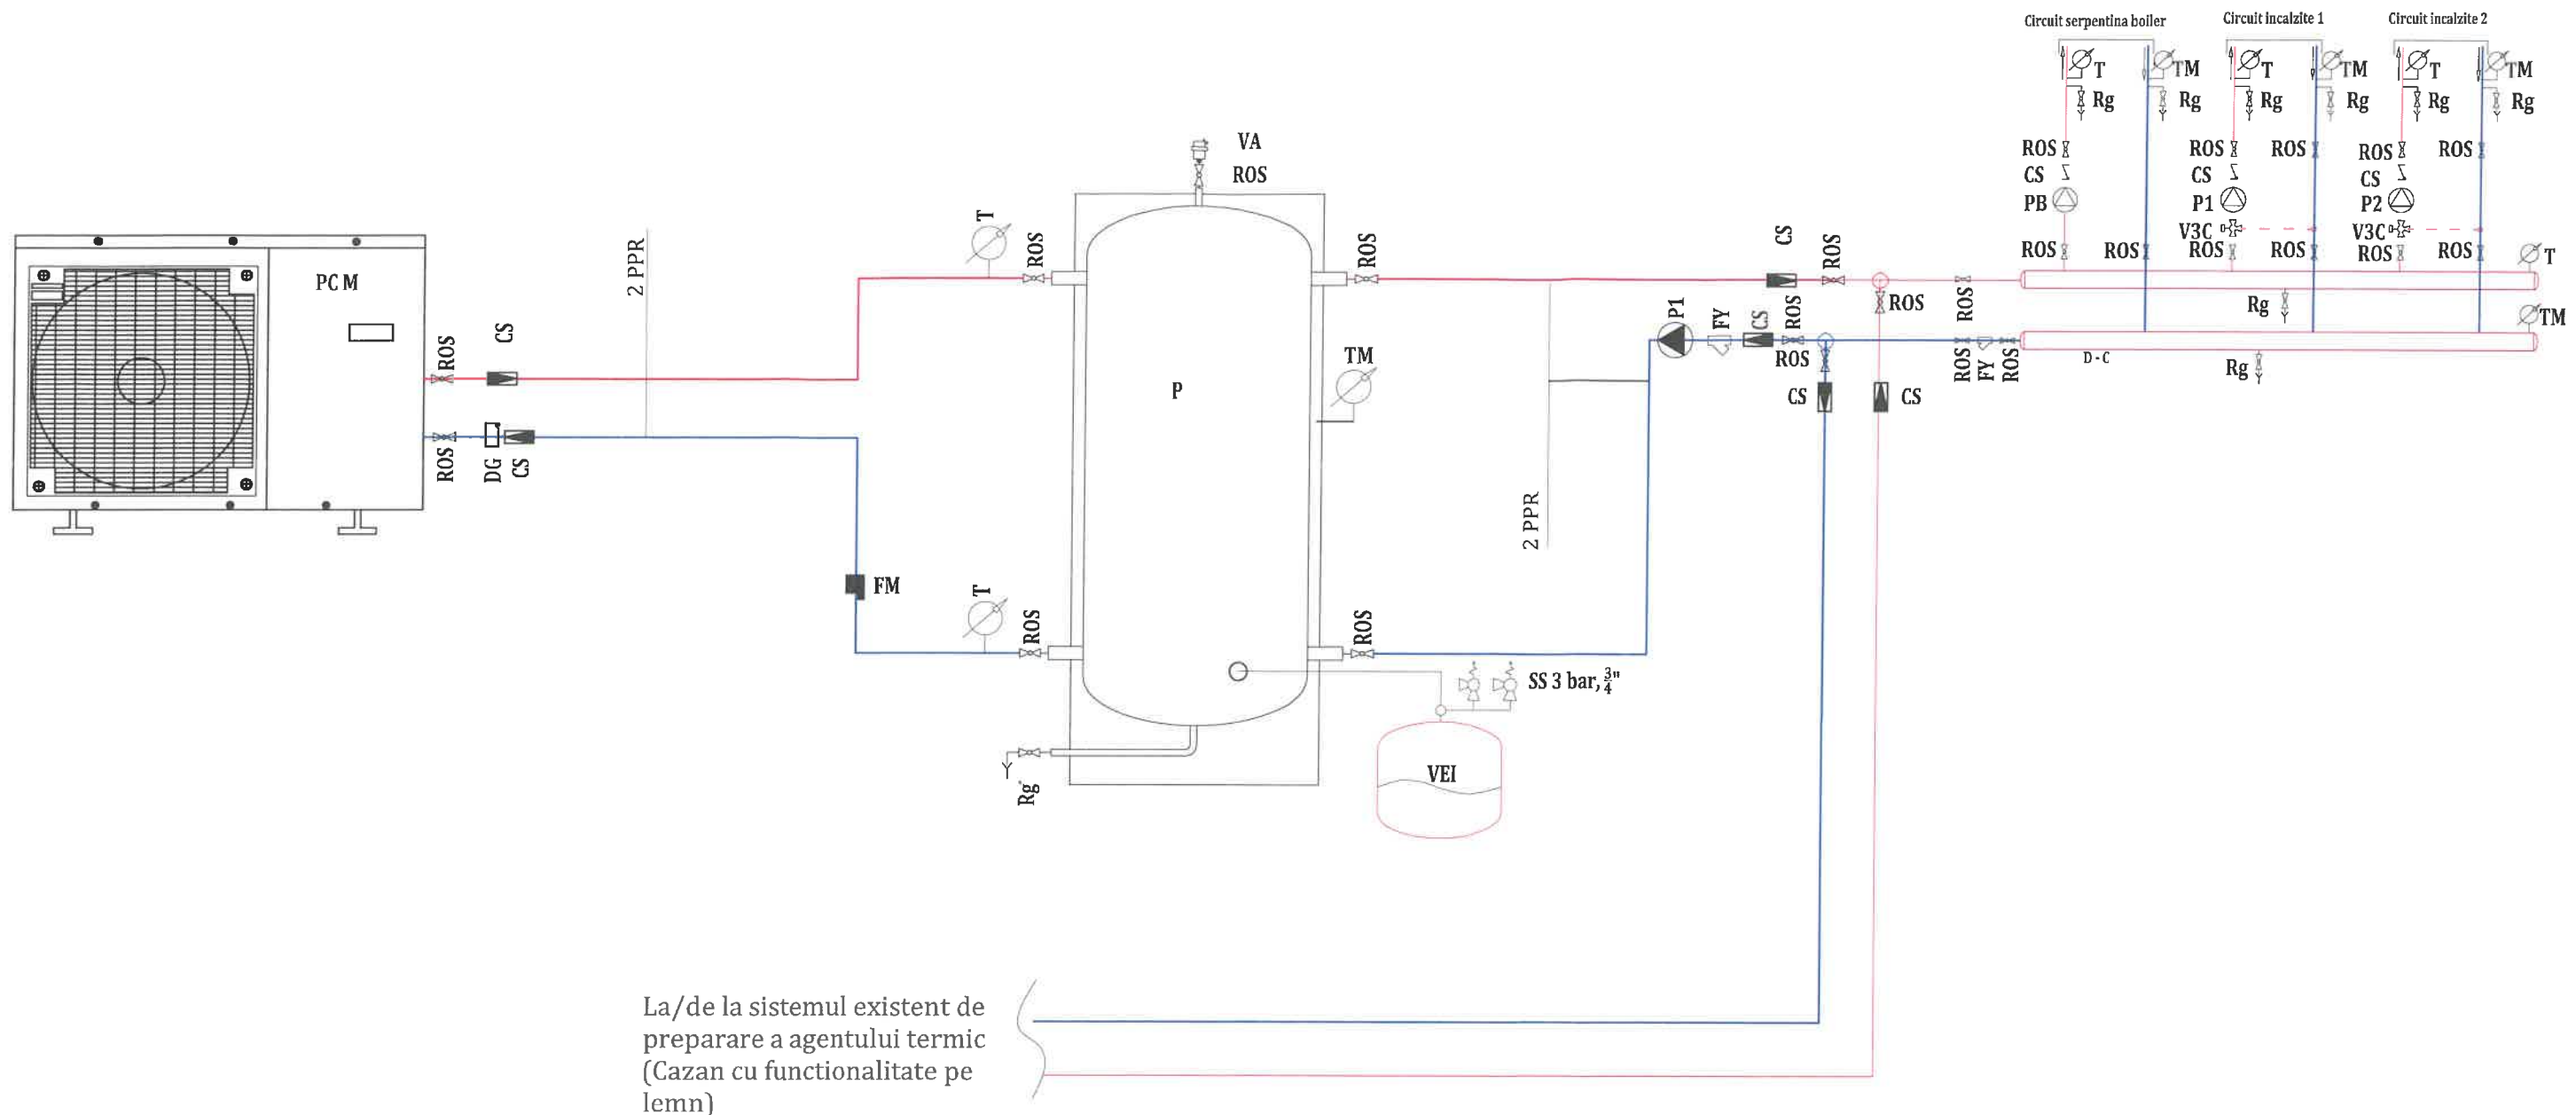 Circuit serpentina boiler
Circuit incalzite 1
Circuit incalzite 2
T
TM
T
TM
T
TM
Rg
Rg
Rg
Rg
Rg
Rg
ROS
ROS
ROS
ROS
ROS
CS
CS
CS
PB
P1
P2
V3C
V3C
ROS
ROS
ROS
ROS
ROS
ROS
T
TM
Rg
Rg
D - C
VA
ROS
PC M
ROS
CS
ROS
DG
CS
2 PPR
T
ROS
FM
T
ROS
P
TM
ROS
ROS
CS
ROS
ROS
ROS
P1
FY
CS
ROS
ROS
ROS
FY
ROS
CS
CS
2 PPR
SS 3 bar, 3/4"
VEI
Rg
La/de la sistemul existent de
preparare a agentului termic
(Cazan cu functionalitate pe
lemn)